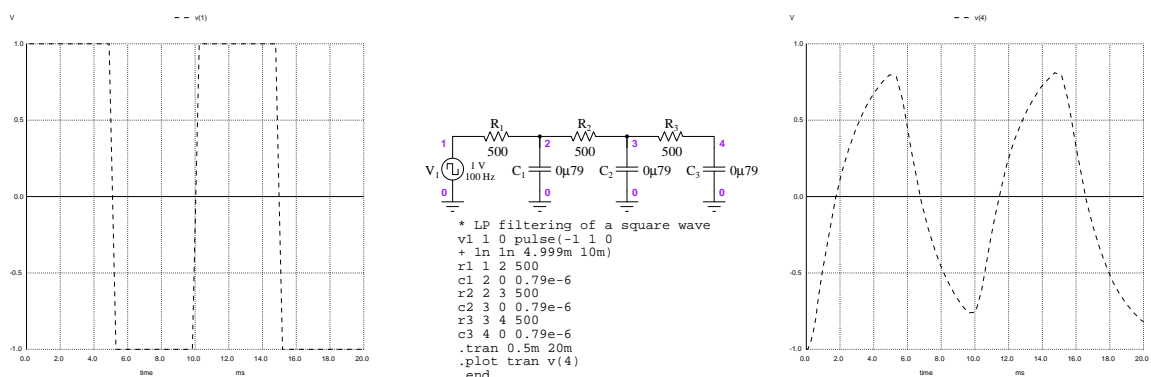 V
v(1)
1.0
0.5
0.0
-0.5
-1.0
0.0 2.0 4.0 6.0 8.0 10.0 12.0 14.0 16.0 18.0 20.0
time ms
R1 R2 R3
1 2 3 4
500 500 500
V1 1 V 100 Hz C1 0µ79 C2 0µ79 C3 0µ79
0 0 0 0
* LP filtering of a square wave
v1 1 0 pulse(-1 1 0
+ 1n 1n 4.999m 10m)
r1 1 2 500
c1 2 0 0.79e-6
r2 2 3 500
c2 3 0 0.79e-6
r3 3 4 500
c3 4 0 0.79e-6
.tran 0.5m 20m
.plot tran v(4)
.end
V
v(4)
1.0
0.5
0.0
-0.5
-1.0
0.0 2.0 4.0 6.0 8.0 10.0 12.0 14.0 16.0 18.0 20.0
time ms